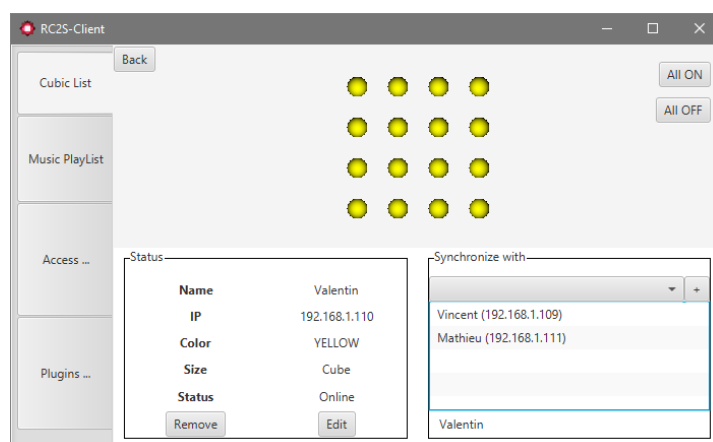 RC2S-Client
Cubic List
Music PlayList
Access ...
Plugins ...
Back
All ON
All OFF
Status
Name Valentin
IP 192.168.1.110
Color YELLOW
Size Cube
Status Online
Remove Edit
Synchronize with
+
Vincent (192.168.1.109)
Mathieu (192.168.1.111)
Valentin